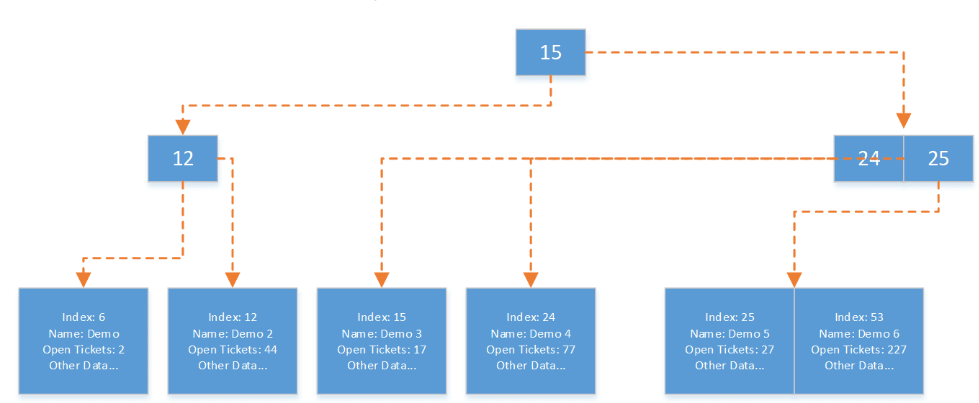 15
12
24
25
Index: 6
Name: Demo
Open Tickets: 2
Other Data...
Index: 12
Name: Demo 2
Open Tickets: 44
Other Data...
Index: 15
Name: Demo 3
Open Tickets: 17
Other Data...
Index: 24
Name: Demo 4
Open Tickets: 77
Other Data...
Index: 25
Name: Demo 5
Open Tickets: 27
Other Data...
Index: 53
Name: Demo 6
Open Tickets: 227
Other Data...